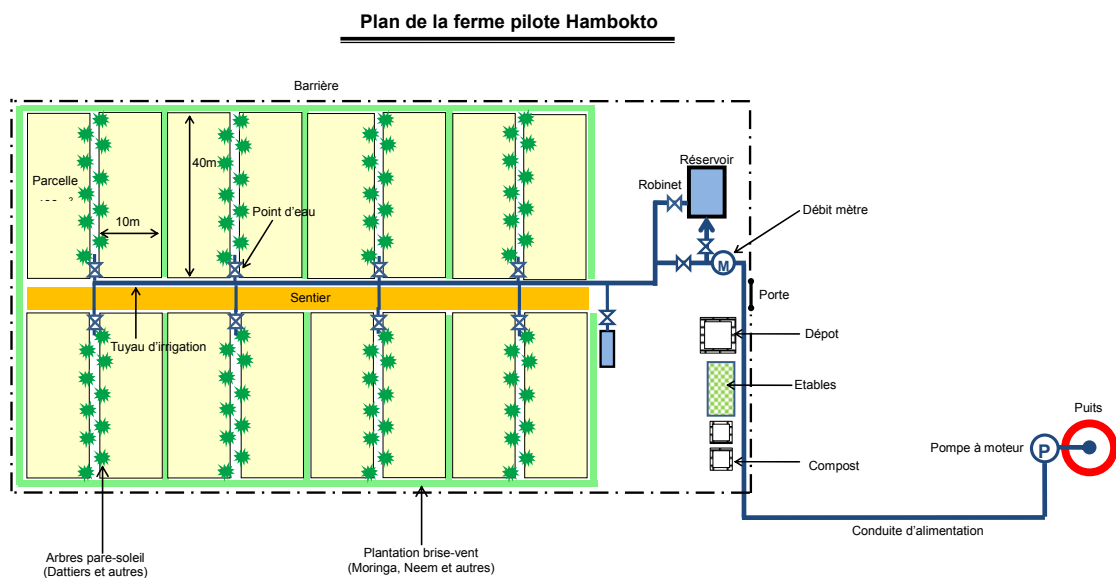 Plan de la ferme pilote Hambokto
Barrière
Réservoir
40m
Parcelle
Robinet
Débit mètre
10m
Point d'eau
M
Sentier
Porte
Dépot
Tuyau d'irrigation
Etables
Puits
Pompe à moteur
P
Compost
Conduite d'alimentation
Arbres pare-soleil
(Dattiers et autres)
Plantation brise-vent
(Moringa, Neem et autres)